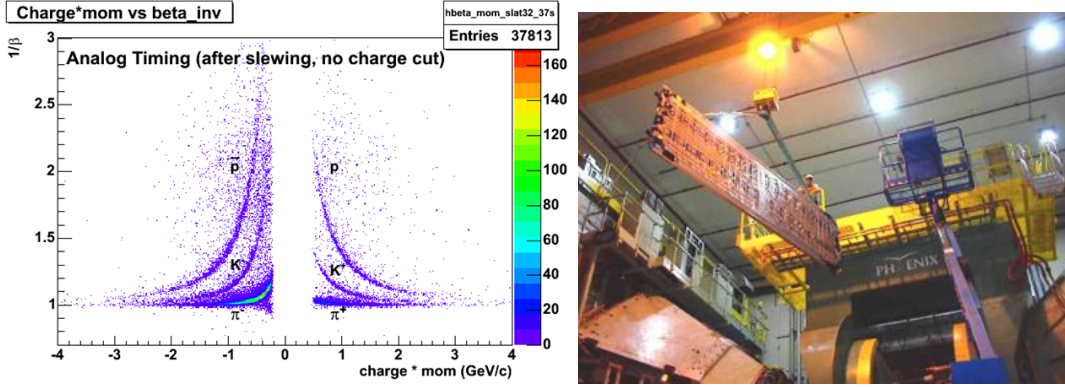 Charge*mom vs beta_inv
hbeta_mom_slat32_37s
Entries 37813
1/β
3
2.5
2
1.5
1
Analog Timing (after slewing, no charge cut)
p̅
p
K⁻
K⁺
π⁻
π⁺
-4
-3
-2
-1
0
1
2
3
4
charge * mom (GeV/c)
160
140
120
100
80
60
40
20
0
PHENIX